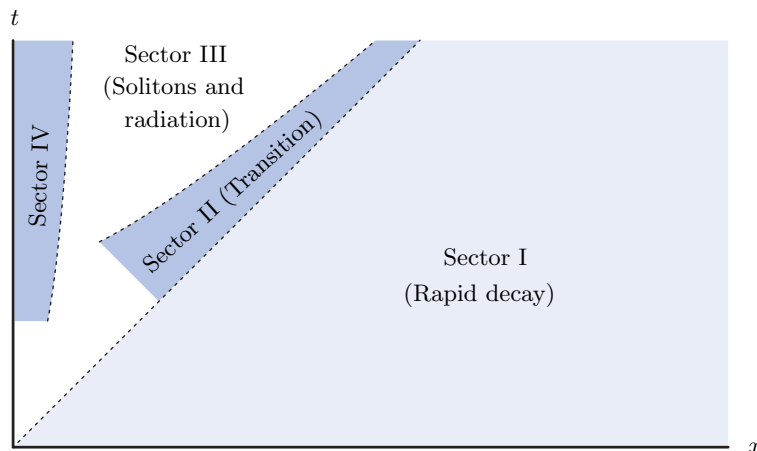 t
Sector III
(Solitons and
radiation)
Sector IV
Sector II (Transition)
Sector I
(Rapid decay)
x